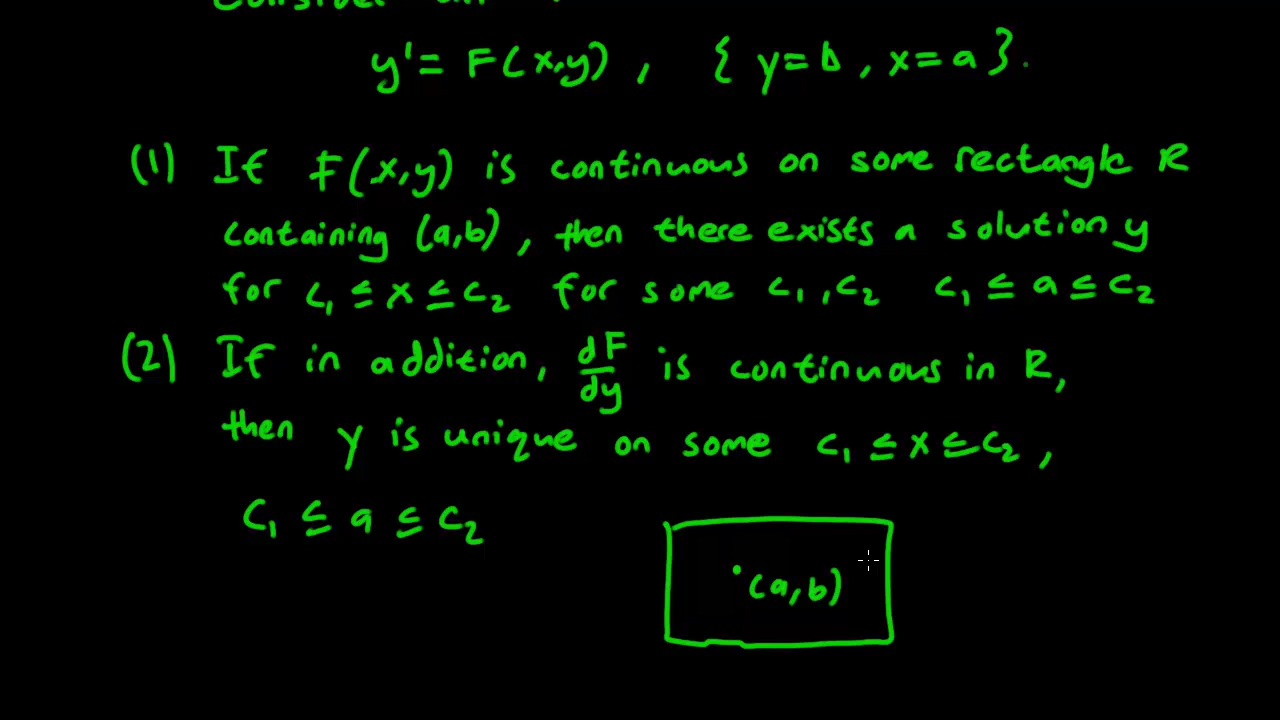 y' = F(x,y) , { y=b , x=a }.
(1) If F(x,y) is continuous on some rectangle R
containing (a,b) , then there exists a solution y
for c₁ ≤ x ≤ c₂ for some c₁ , c₂ c₁ ≤ a ≤ c₂
(2) If in addition, dF/dy is continuous in R,
then y is unique on some c₁ ≤ x ≤ c₂ ,
c₁ ≤ a ≤ c₂
(a,b)